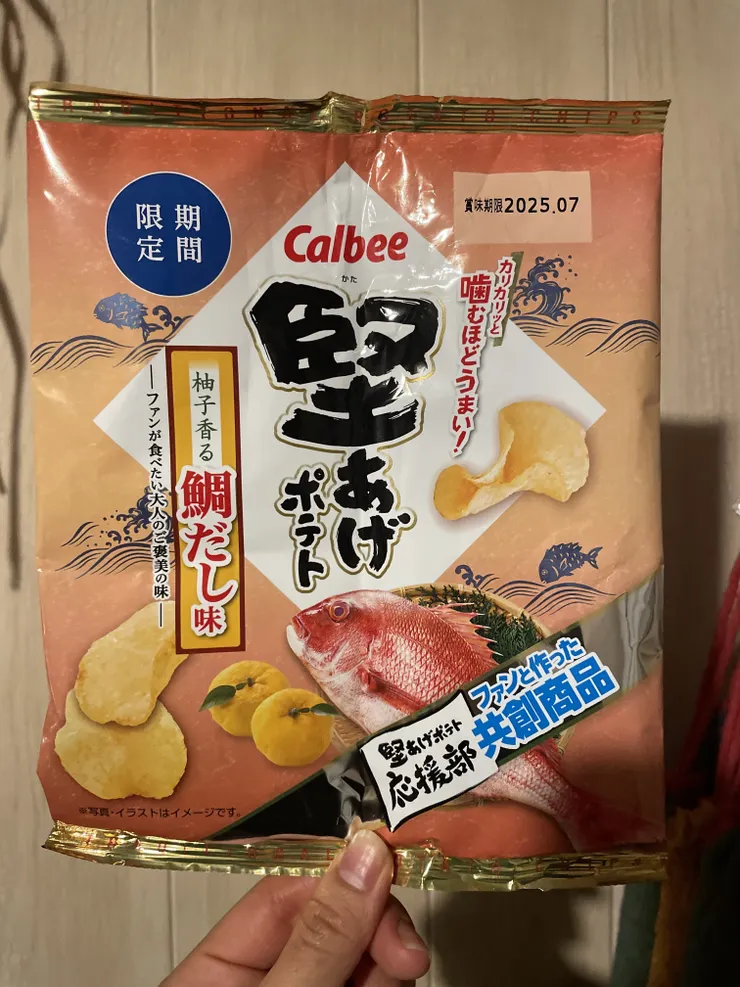 TRADITIONAL POTATO CHIPS
期間
限定
賞味期限2025.07
Calbee
かた
堅あげ
ポテト
カリカリッと
噛むほどうまい!
柚子香る
鯛だし味
―ファンが食べたい大人のご褒美の味―
ファンと作った
共創商品
堅あげポテト
応援部
※写真・イラストはイメージです。